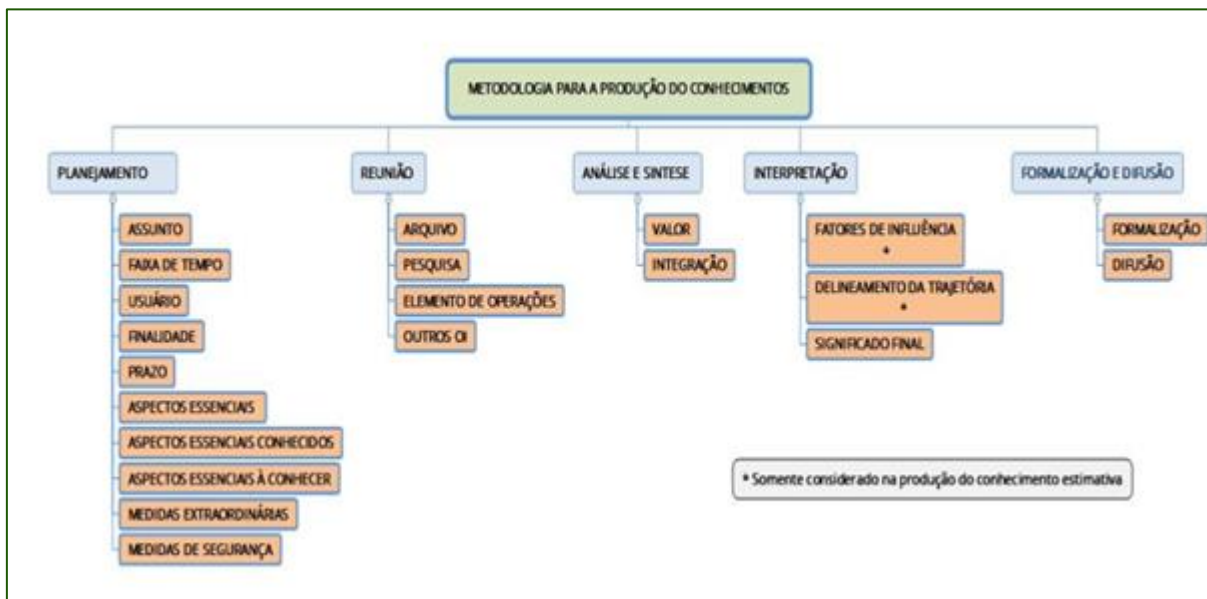 METODOLOGIA PARA A PRODUÇÃO DO CONHECIMENTOS
PLANEJAMENTO
ASSUNTO
FAIXA DE TEMPO
USUÁRIO
FINALIDADE
PRAZO
ASPECTOS ESSENCIAIS
ASPECTOS ESSENCIAIS CONHECIDOS
ASPECTOS ESSENCIAIS À CONHECER
MEDIDAS EXTRAORDINÁRIAS
MEDIDAS DE SEGURANÇA
REUNIÃO
ARQUIVO
PESQUISA
ELEMENTO DE OPERAÇÕES
OUTROS OI
ANÁLISE E SINTESE
VALOR
INTEGRAÇÃO
INTERPRETAÇÃO
FATORES DE INFLUÊNCIA
*
DELINEAMENTO DA TRAJETÓRIA
*
SIGNIFICADO FINAL
FORMALIZAÇÃO E DIFUSÃO
FORMALIZAÇÃO
DIFUSÃO
* Somente considerado na produção do conhecimento estimativa